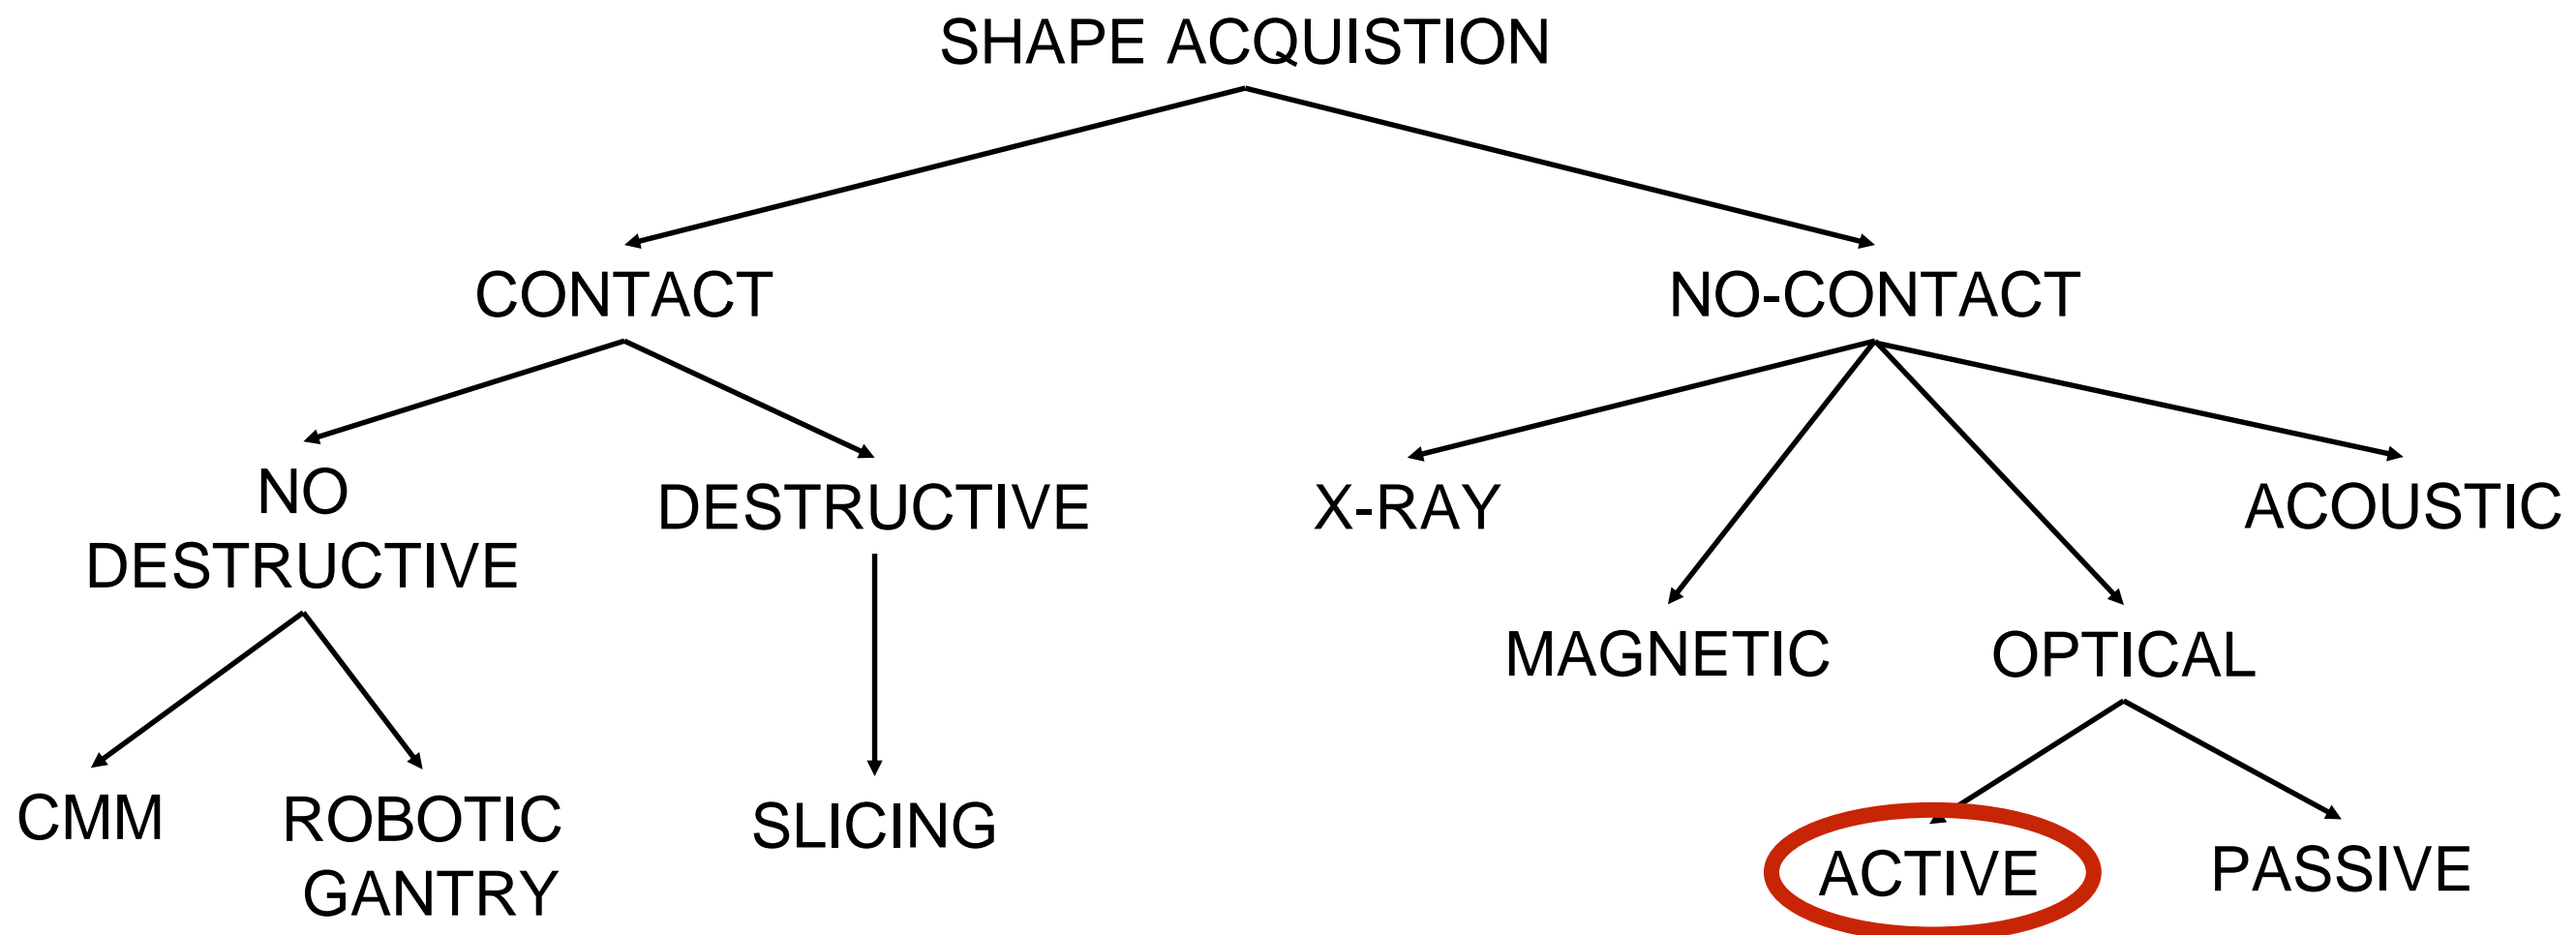 SHAPE ACQUISTION
CONTACT
NO-CONTACT
NO
DESTRUCTIVE
DESTRUCTIVE
X-RAY
ACOUSTIC
MAGNETIC
OPTICAL
CMM
ROBOTIC
GANTRY
SLICING
ACTIVE
PASSIVE